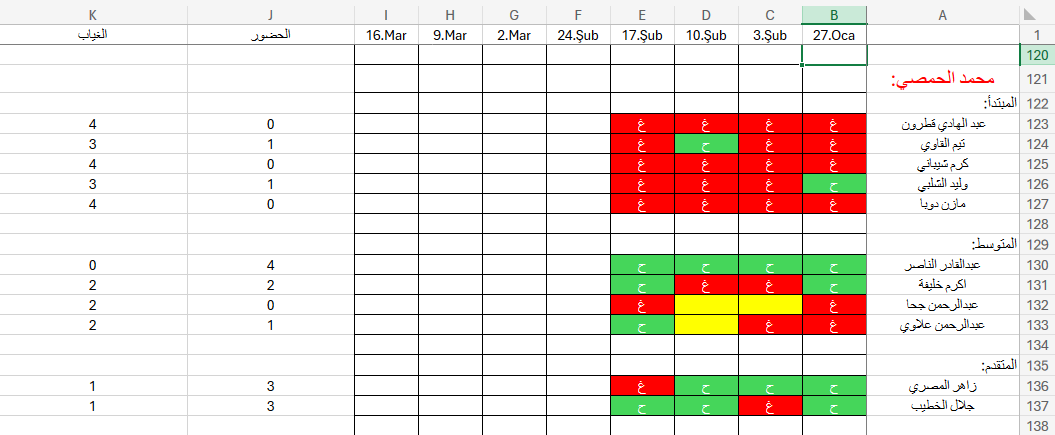 A B C D E F G H I J K
1 27.Oca 3.Şub 10.Şub 17.Şub 24.Şub 2.Mar 9.Mar 16.Mar الحضور الغياب
120
121 محمد الحمصي:
122 المبتدأ:
123 عبد الهادي قطرون غ غ غ غ 0 4
124 تيم القاوي غ غ ح غ 1 3
125 كرم شيباني غ غ غ غ 0 4
126 وليد الشلبي ح غ غ غ 1 3
127 مازن دوبا غ غ غ غ 0 4
128
129 المتوسط:
130 عبدالقادر الناصر ح ح ح ح 4 0
131 اكرم خليفة ح غ غ ح 2 2
132 عبدالرحمن جحا غ غ 0 2
133 عبدالرحمن علاوي غ غ ح 1 2
134
135 المتقدم:
136 زاهر المصري ح ح ح غ 3 1
137 جلال الخطيب ح غ ح ح 3 1
138